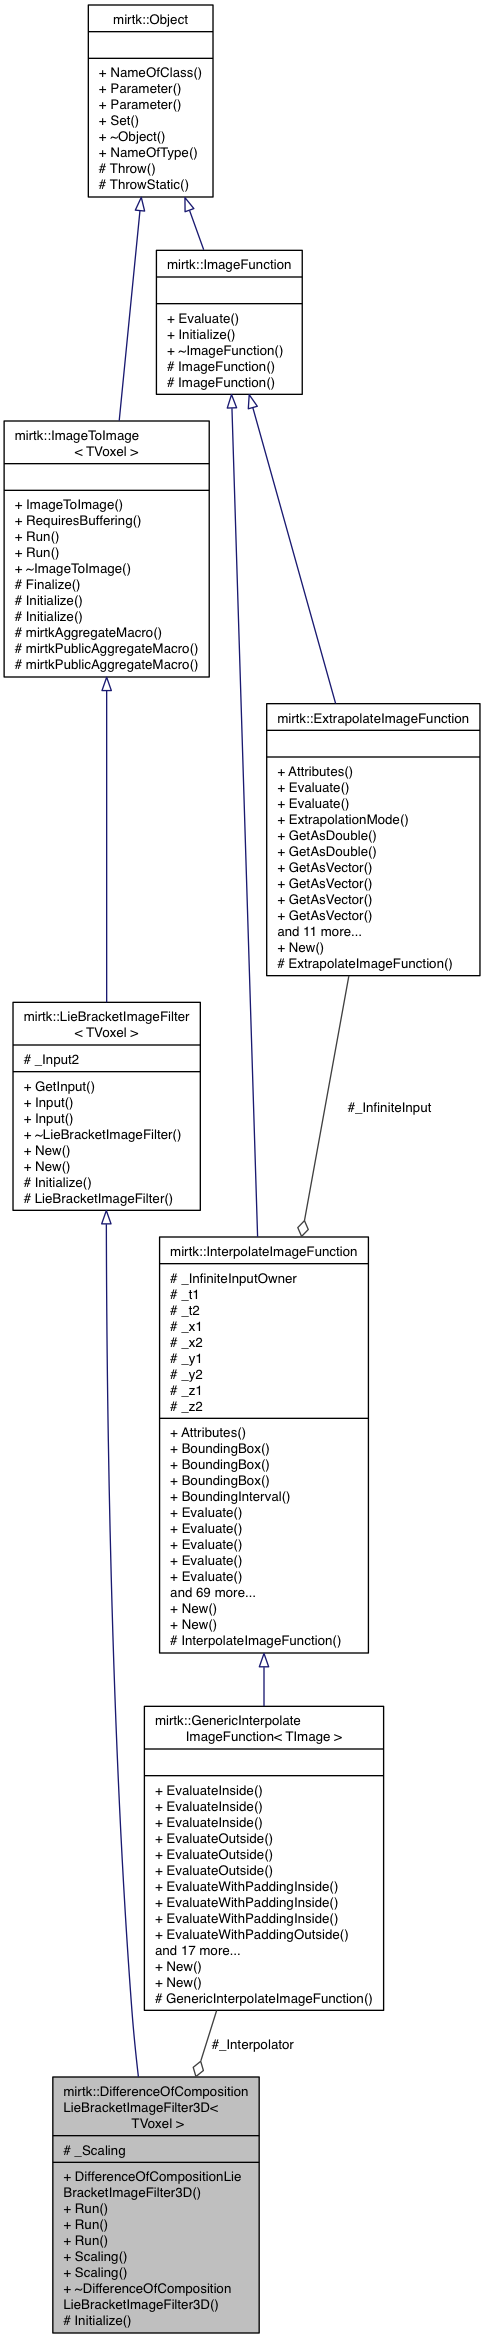 mirtk::Object
+ NameOfClass()
+ Parameter()
+ Parameter()
+ Set()
+ ~Object()
+ NameOfType()
# Throw()
# ThrowStatic()
mirtk::ImageFunction
+ Evaluate()
+ Initialize()
+ ~ImageFunction()
# ImageFunction()
# ImageFunction()
mirtk::ImageToImage
< TVoxel >
+ ImageToImage()
+ RequiresBuffering()
+ Run()
+ Run()
+ ~ImageToImage()
# Finalize()
# Initialize()
# Initialize()
# mirtkAggregateMacro()
# mirtkPublicAggregateMacro()
# mirtkPublicAggregateMacro()
mirtk::ExtrapolateImageFunction
+ Attributes()
+ Evaluate()
+ Evaluate()
+ ExtrapolationMode()
+ GetAsDouble()
+ GetAsDouble()
+ GetAsVector()
+ GetAsVector()
+ GetAsVector()
+ GetAsVector()
and 11 more...
+ New()
# ExtrapolateImageFunction()
mirtk::LieBracketImageFilter
< TVoxel >
# _Input2
+ GetInput()
+ Input()
+ Input()
+ ~LieBracketImageFilter()
+ New()
+ New()
# Initialize()
# LieBracketImageFilter()
#_InfiniteInput
mirtk::InterpolateImageFunction
# _InfiniteInputOwner
# _t1
# _t2
# _x1
# _x2
# _y1
# _y2
# _z1
# _z2
+ Attributes()
+ BoundingBox()
+ BoundingBox()
+ BoundingBox()
+ BoundingInterval()
+ Evaluate()
+ Evaluate()
+ Evaluate()
+ Evaluate()
+ Evaluate()
and 69 more...
+ New()
+ New()
# InterpolateImageFunction()
mirtk::GenericInterpolate
ImageFunction< TImage >
+ EvaluateInside()
+ EvaluateInside()
+ EvaluateInside()
+ EvaluateOutside()
+ EvaluateOutside()
+ EvaluateOutside()
+ EvaluateWithPaddingInside()
+ EvaluateWithPaddingInside()
+ EvaluateWithPaddingInside()
+ EvaluateWithPaddingOutside()
and 17 more...
+ New()
+ New()
# GenericInterpolateImageFunction()
#_Interpolator
mirtk::DifferenceOfComposition
LieBracketImageFilter3D<
TVoxel >
# _Scaling
+ DifferenceOfCompositionLie
BracketImageFilter3D()
+ Run()
+ Run()
+ Run()
+ Scaling()
+ Scaling()
+ ~DifferenceOfComposition
LieBracketImageFilter3D()
# Initialize()